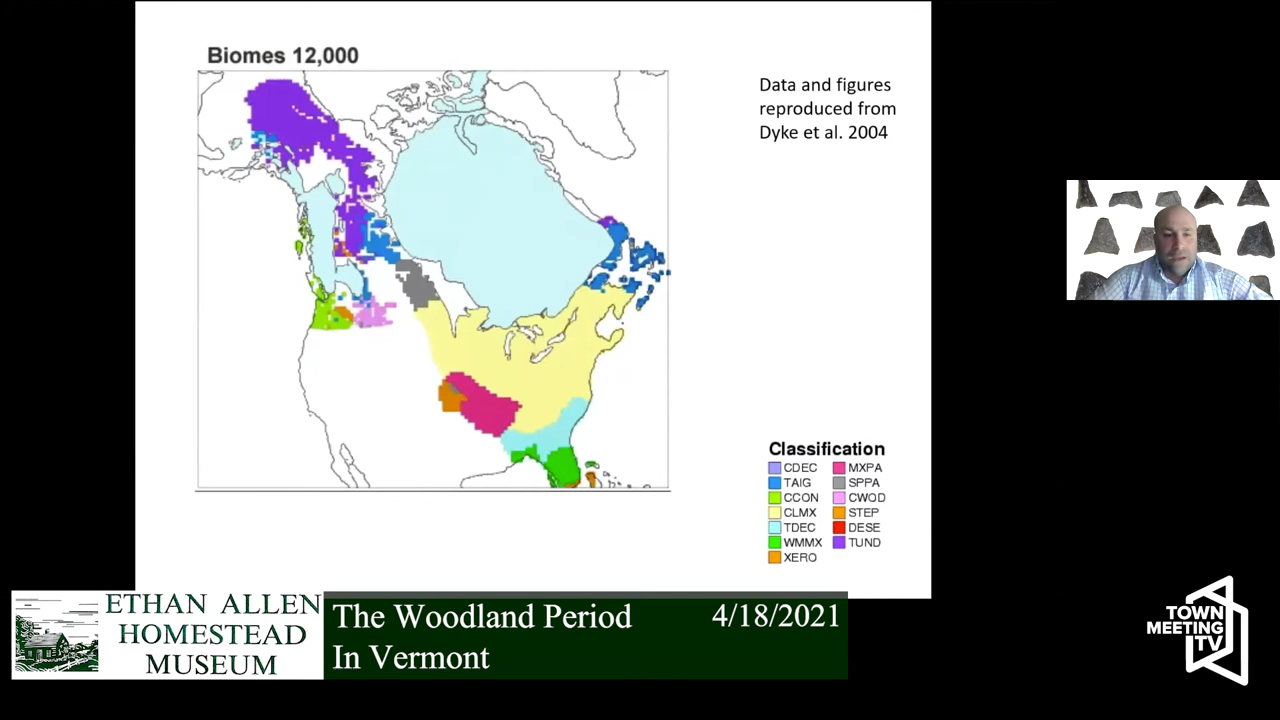 Biomes 12,000
Data and figures
reproduced from
Dyke et al. 2004
Classification
CDEC
TAIG
CCON
CLMX
TDEC
WMMX
XERO
MXPA
SPPA
CWOD
STEP
DESE
TUND
ETHAN ALLEN
HOMESTEAD
MUSEUM
The Woodland Period
In Vermont
4/18/2021
TOWN
MEETING
TV